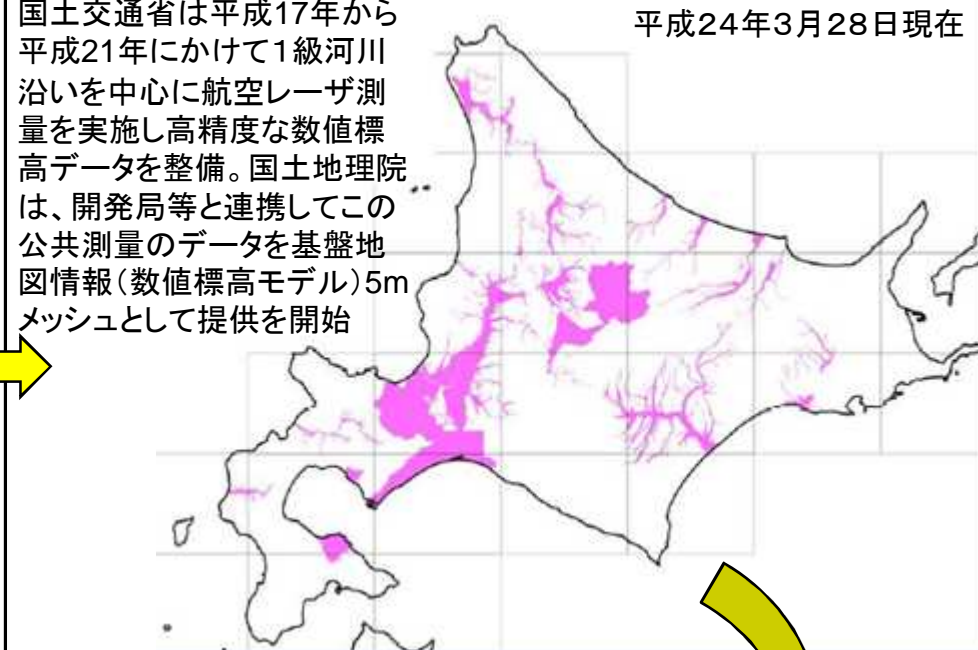 国土交通省は平成17年から
平成21年にかけて1級河川
沿いを中心に航空レーザ測
量を実施し高精度な数値標
高データを整備。国土地理院
は、開発局等と連携してこの
公共測量のデータを基盤地
図情報(数値標高モデル)5m
メッシュとして提供を開始
平成24年3月28日現在